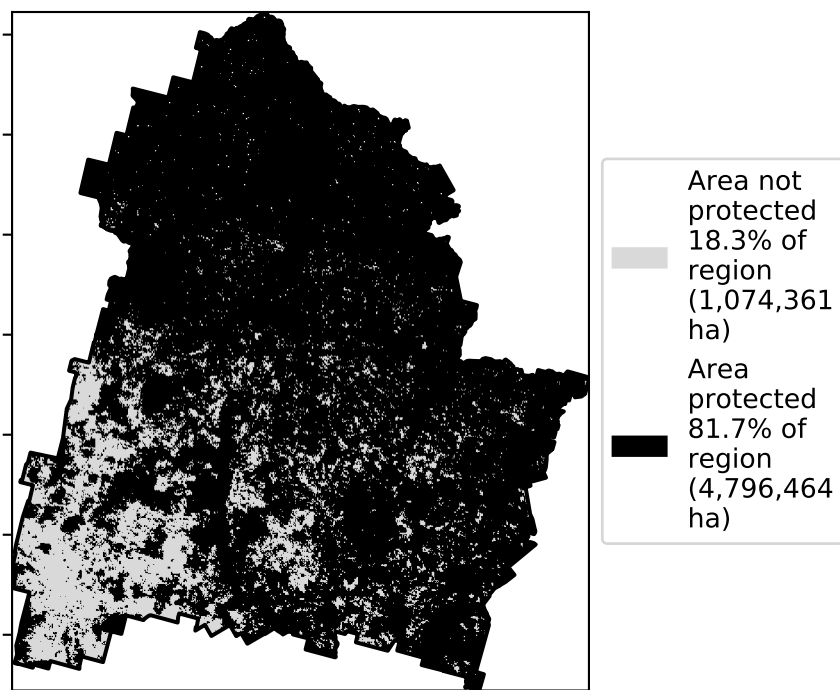 Area not
protected
18.3% of
region
(1,074,361
ha)
Area
protected
81.7% of
region
(4,796,464
ha)